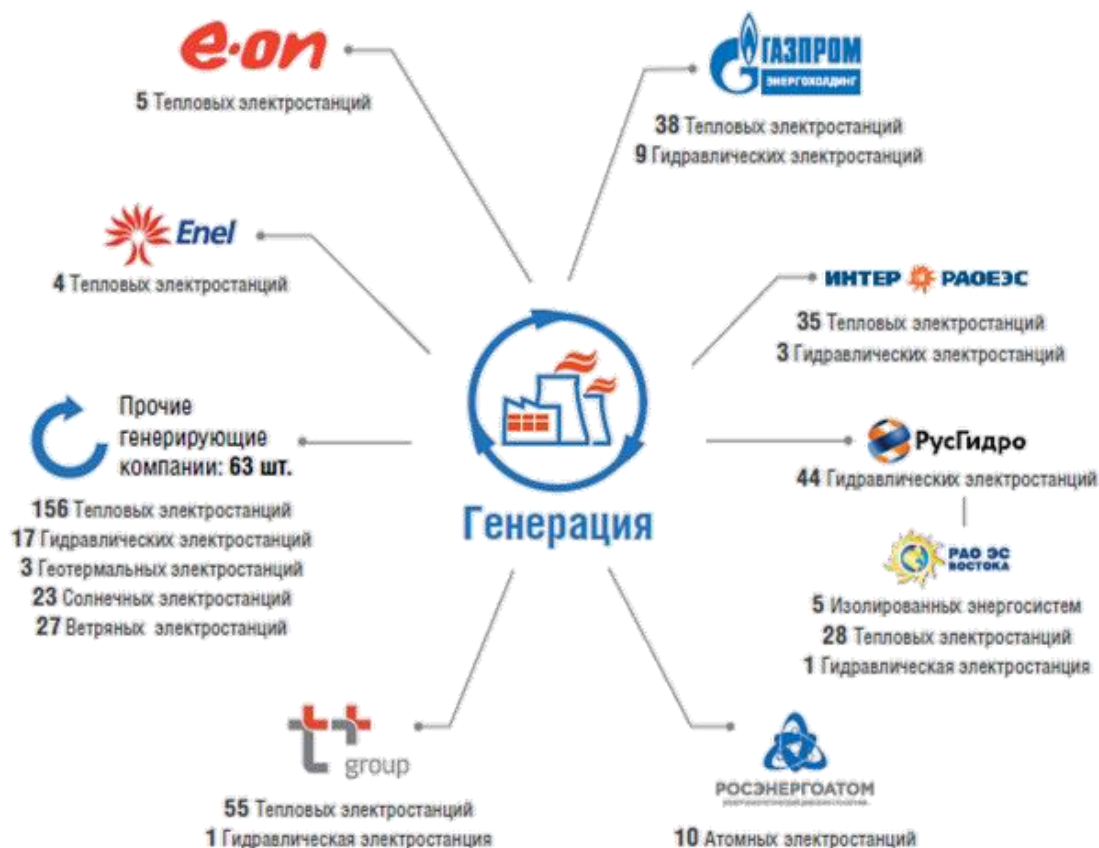 e·on
5 Тепловых электростанций
ГАЗПРОМ
ЭНЕРГОХОЛДИНГ
38 Тепловых электростанций
9 Гидравлических электростанций
Enel
4 Тепловых электростанций
ИНТЕР РАОЕЭС
35 Тепловых электростанций
3 Гидравлических электростанций
Прочие
генерирующие
компании: 63 шт.
156 Тепловых электростанций
17 Гидравлических электростанций
3 Геотермальных электростанций
23 Солнечных электростанций
27 Ветряных электростанций
Генерация
РусГидро
44 Гидравлических электростанций
РАО ЭС
ВОСТОКА
5 Изолированных энергосистем
28 Тепловых электростанций
1 Гидравлическая электростанция
t+
group
55 Тепловых электростанций
1 Гидравлическая электростанция
РОСЭНЕРГОАТОМ
10 Атомных электростанций